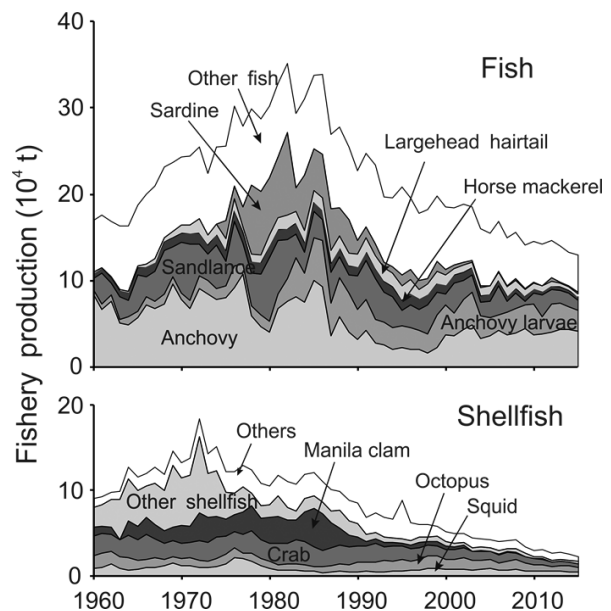 40
Fish
Other fish
30
Sardine
Largehead hairtail
20
Horse mackerel
Fishery production (10⁴ t)
Sandlance
10
Anchovy larvae
Anchovy
0
20
Shellfish
Others
Manila clam
10
Octopus
Other shellfish
Squid
Crab
0
1960 1970 1980 1990 2000 2010